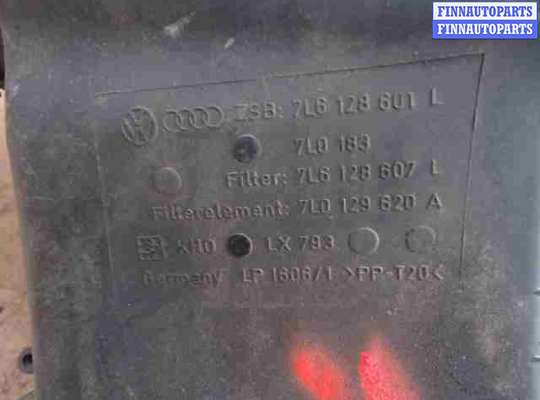 FINNAUTOPARTS
FINNAUTOPARTS
ZSB: 7L6 128 601 L
7L0 183
Filter: 7L6 128 607 L
Filterelement: 7L0 129 620 A
LX 793
Germany LP 1606/1 >PP-T20<